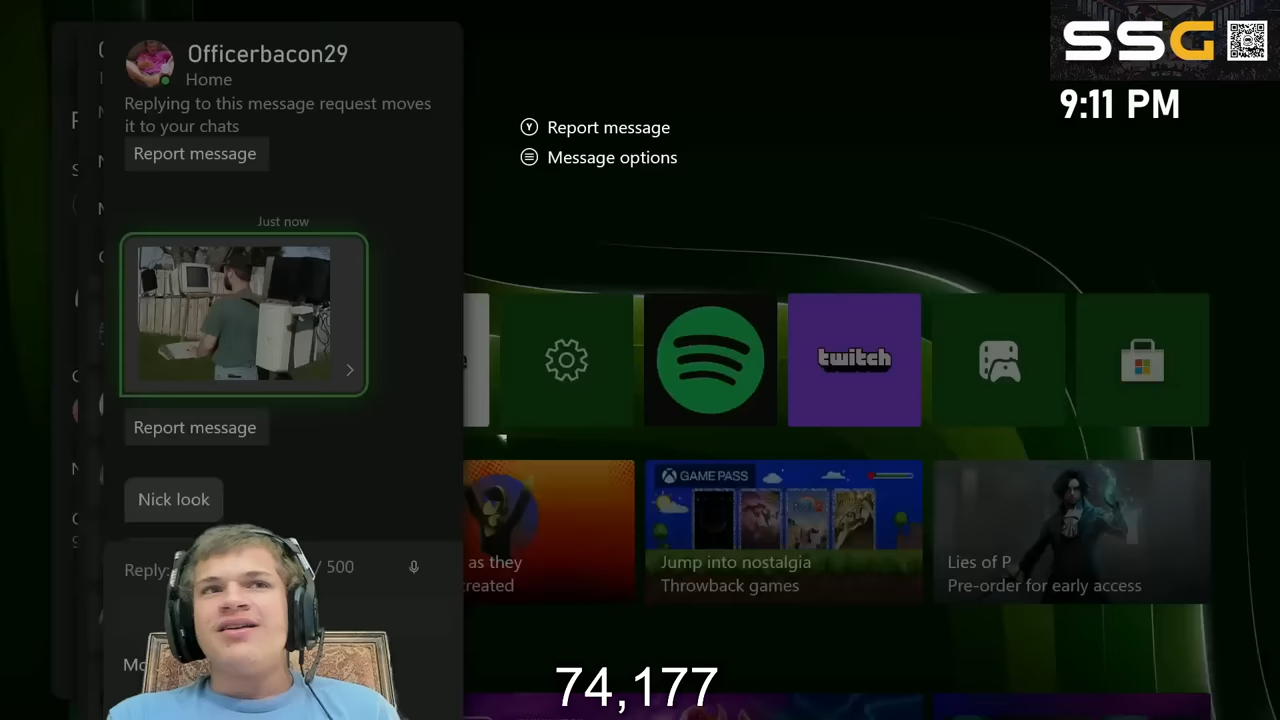 SSG
9:11 PM
Officerbacon29
Home
Replying to this message request moves
it to your chats
Report message
Report message
Message options
Just now
Report message
Nick look
Reply:
/ 500
twitch
as they
GAME PASS
Jump into nostalgia
Throwback games
Lies of P
Pre-order for early access
74,177